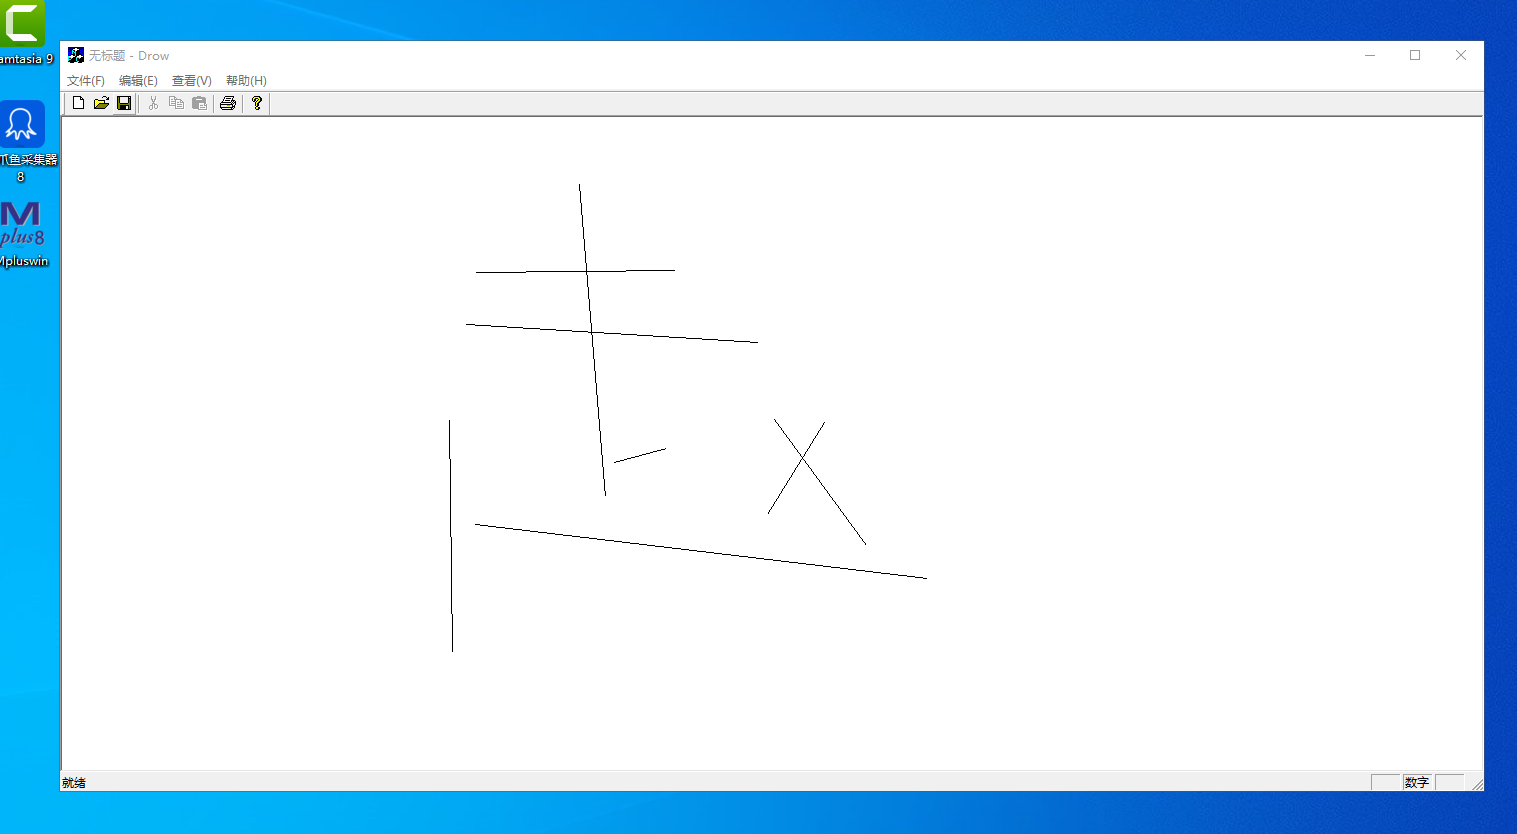 amtasia 9
无标题 - Drow
文件(F) 编辑(E) 查看(V) 帮助(H)
爪鱼采集器
8
M
plus8
Mpluswin
就绪
数字